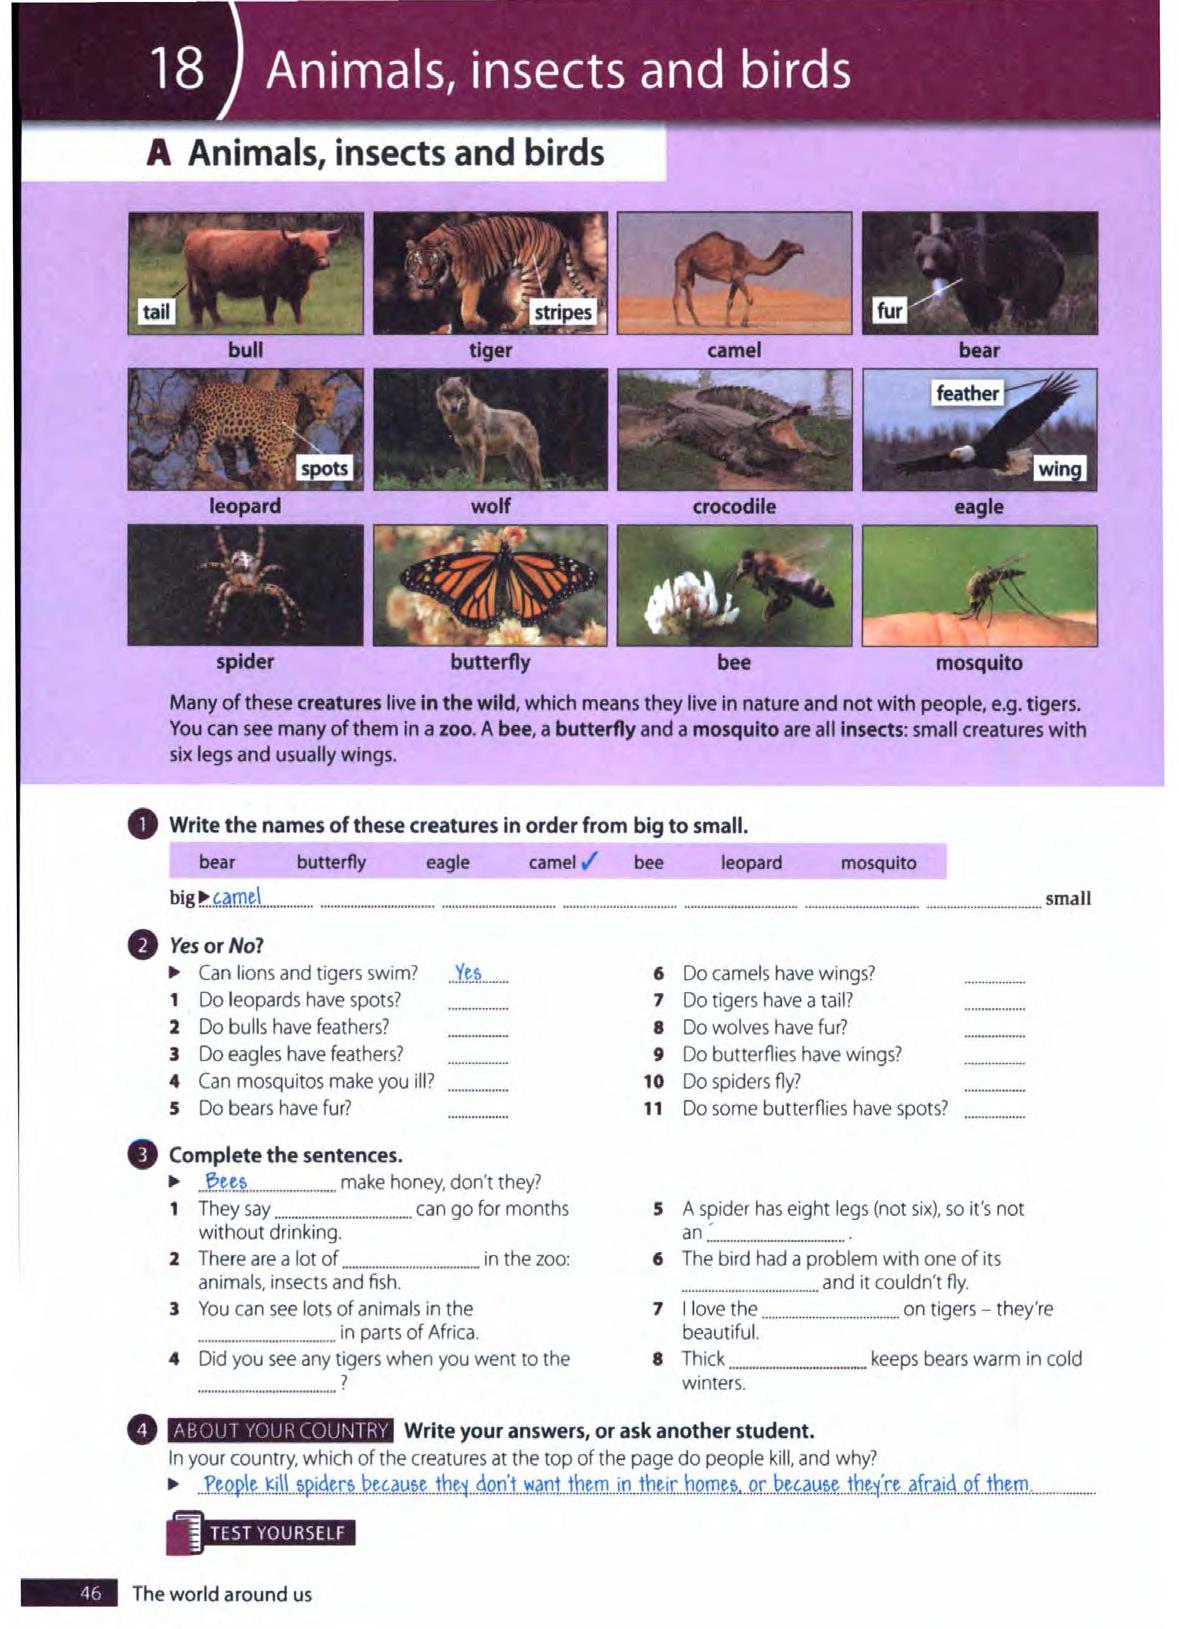 18 Animals, insects and birds
A Animals, insects and birds
tail
stripes
fur
bull tiger camel bear
spots
feather
wing
leopard wolf crocodile eagle
spider butterfly bee mosquito
Many of these creatures live in the wild, which means they live in nature and not with people, e.g. tigers.
You can see many of them in a zoo. A bee, a butterfly and a mosquito are all insects: small creatures with
six legs and usually wings.
1 Write the names of these creatures in order from big to small.
bear butterfly eagle camel ✓ bee leopard mosquito
big ▶ camel small
2 Yes or No?
▶ Can lions and tigers swim? Yes
1 Do leopards have spots?
2 Do bulls have feathers?
3 Do eagles have feathers?
4 Can mosquitos make you ill?
5 Do bears have fur?
6 Do camels have wings?
7 Do tigers have a tail?
8 Do wolves have fur?
9 Do butterflies have wings?
10 Do spiders fly?
11 Do some butterflies have spots?
3 Complete the sentences.
▶ Bees make honey, don't they?
1 They say can go for months
without drinking.
2 There are a lot of in the zoo:
animals, insects and fish.
3 You can see lots of animals in the
in parts of Africa.
4 Did you see any tigers when you went to the
?
5 A spider has eight legs (not six), so it's not
an .
6 The bird had a problem with one of its
and it couldn't fly.
7 I love the on tigers – they're
beautiful.
8 Thick keeps bears warm in cold
winters.
4 ABOUT YOUR COUNTRY Write your answers, or ask another student.
In your country, which of the creatures at the top of the page do people kill, and why?
▶ People kill spiders because they don't want them in their homes, or because they're afraid of them.
TEST YOURSELF
46 The world around us